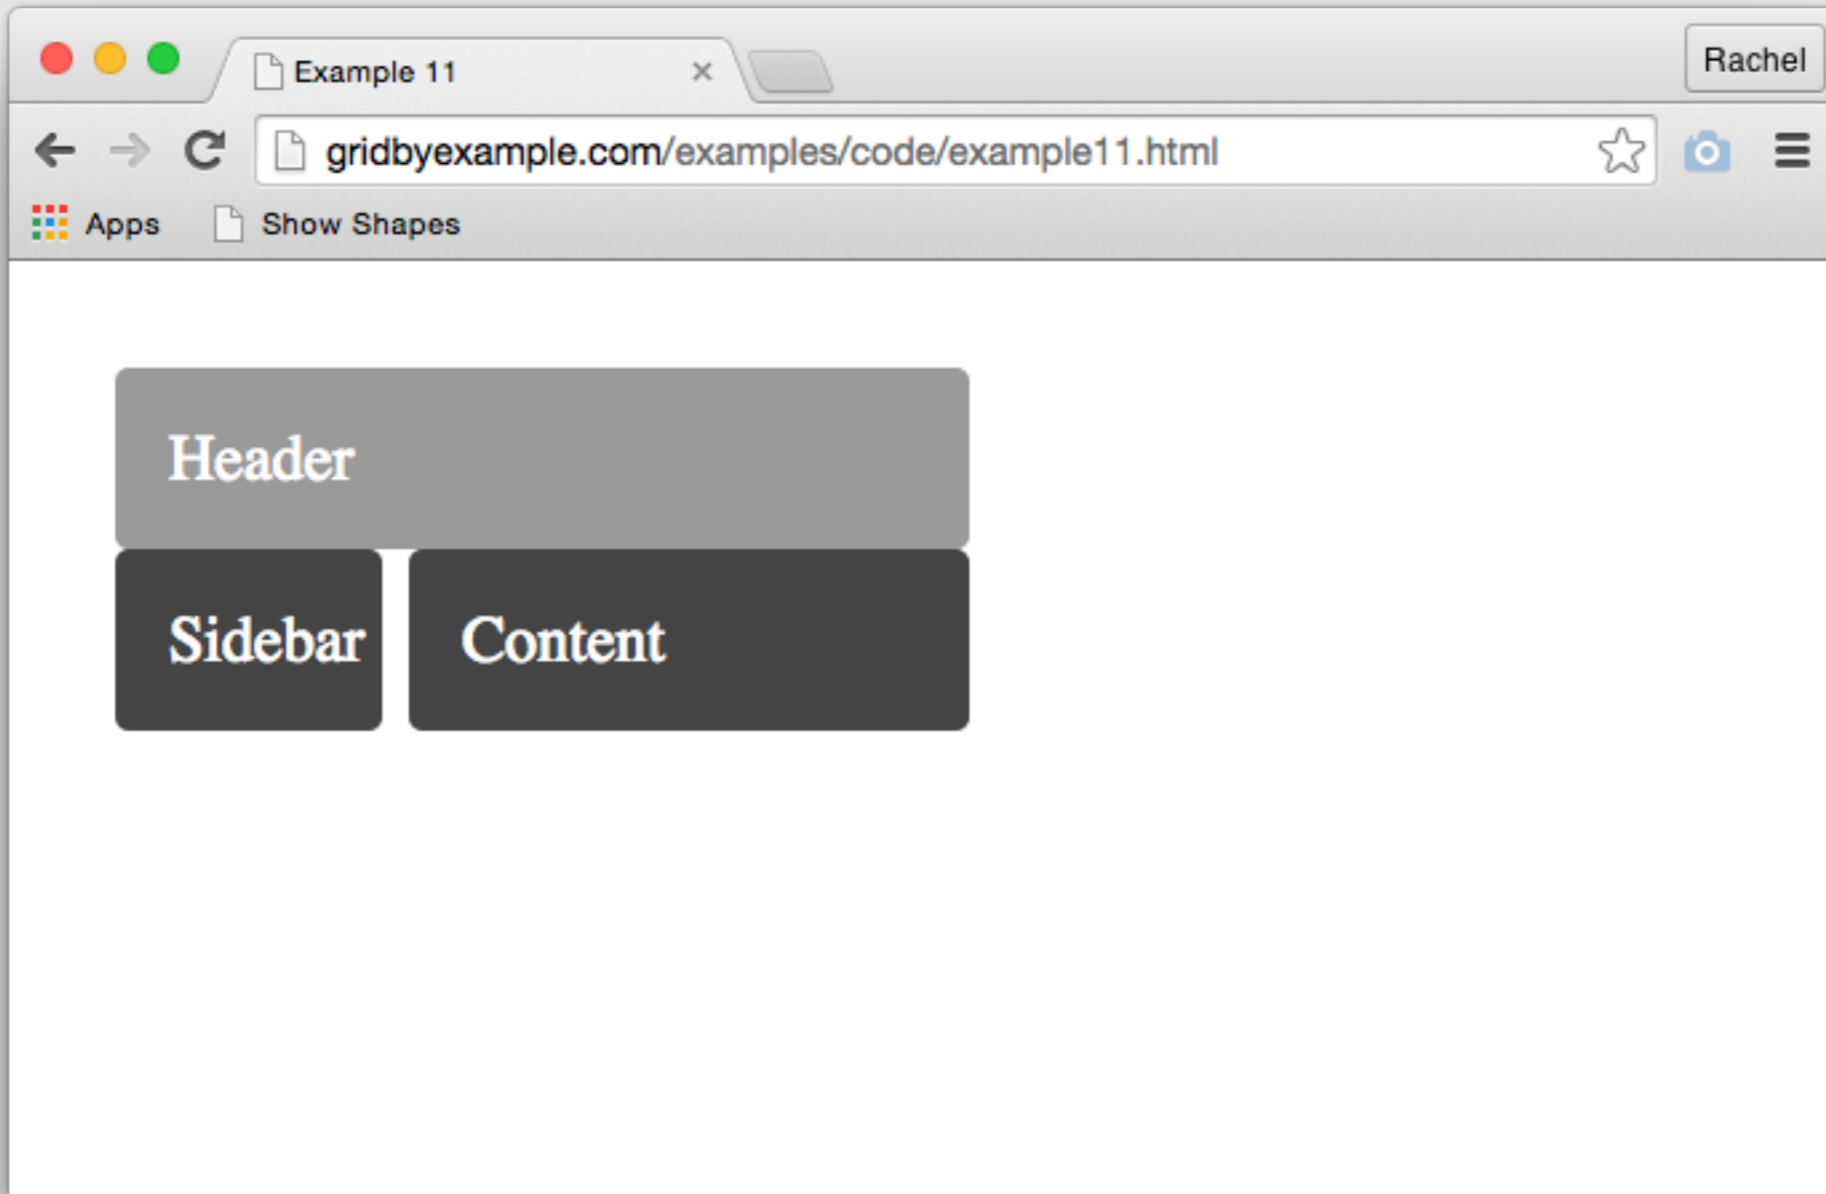 Example 11
Rachel
gridbyexample.com/examples/code/example11.html
Apps
Show Shapes
Header
Sidebar
Content